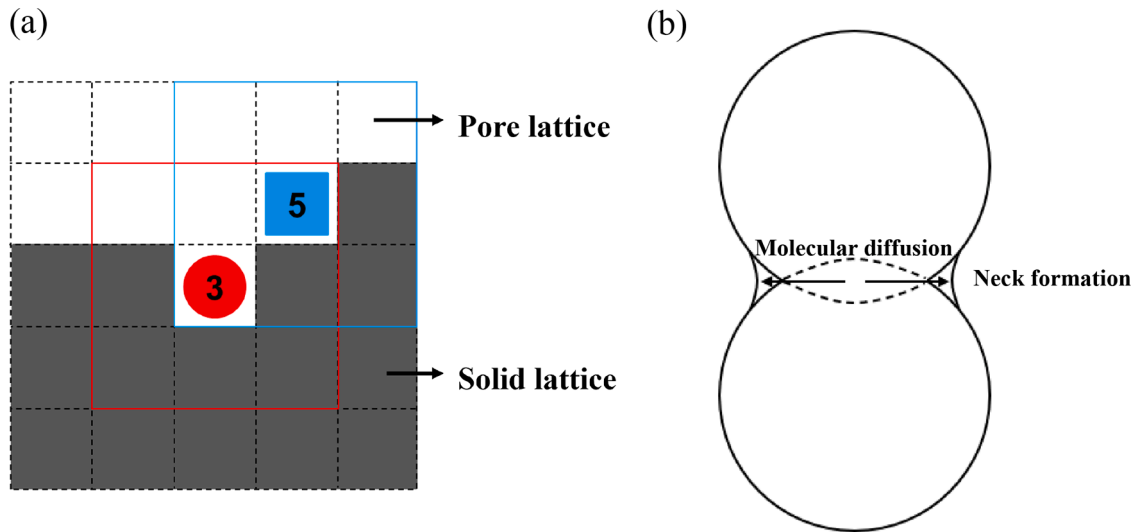 (a)
(b)
Pore lattice
5
3
Solid lattice
Molecular diffusion
Neck formation